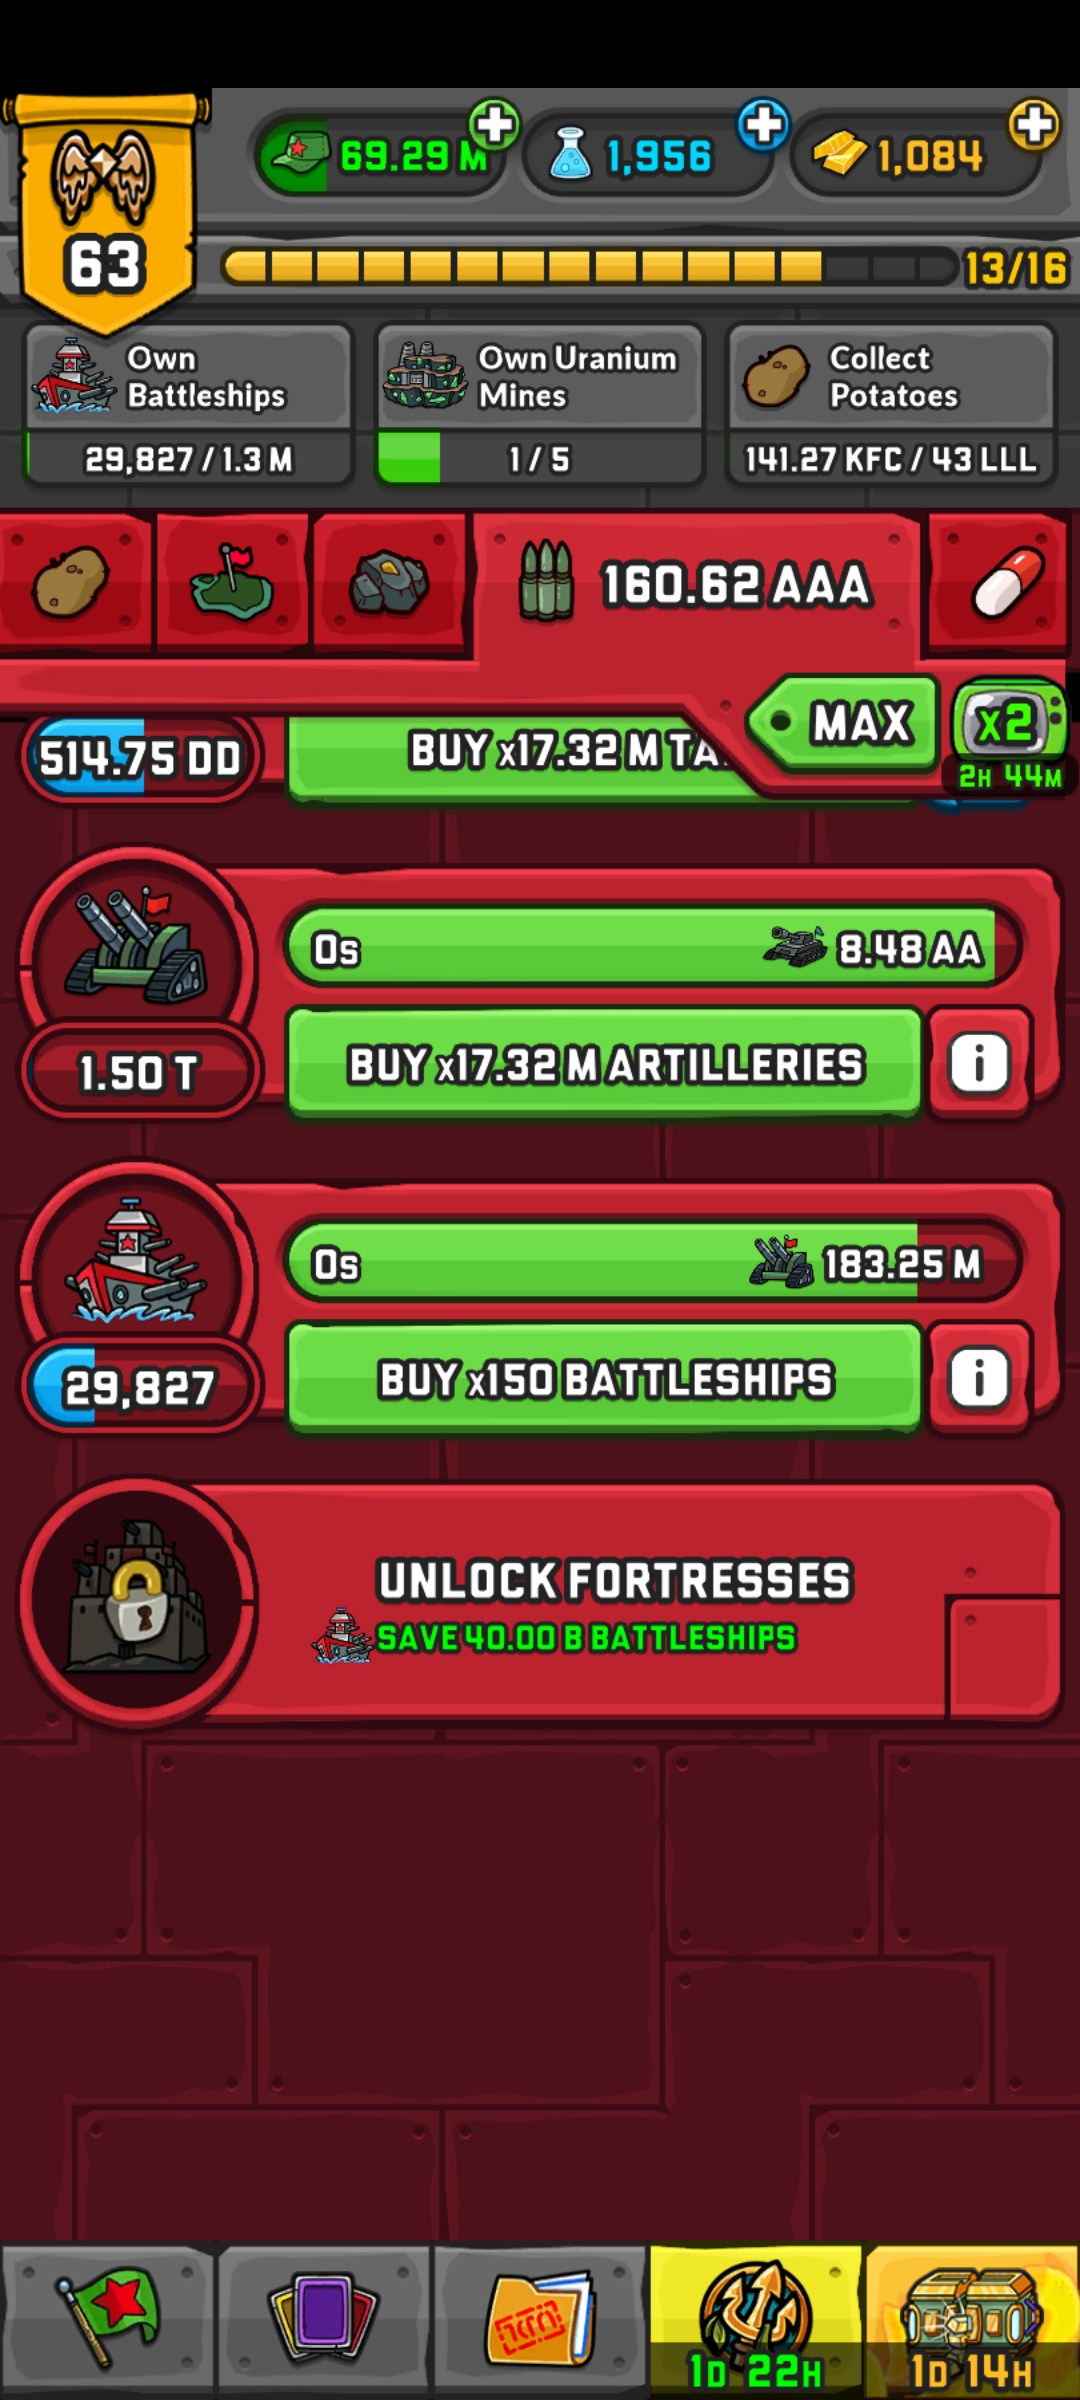 63
69.29 M
1,956
1,084
13/16
Own
Battleships
29,827 / 1.3 M
Own Uranium
Mines
1 / 5
Collect
Potatoes
141.27 KFC / 43 LLL
160.62 AAA
MAX
x2
2H 44M
514.75 DD
BUY x17.32 M TA
0s
8.48 AA
1.50 T
BUY x17.32 M ARTILLERIES
i
0s
183.25 M
29,827
BUY x150 BATTLESHIPS
i
UNLOCK FORTRESSES
SAVE 40.00 B BATTLESHIPS
1D 22H
1D 14H